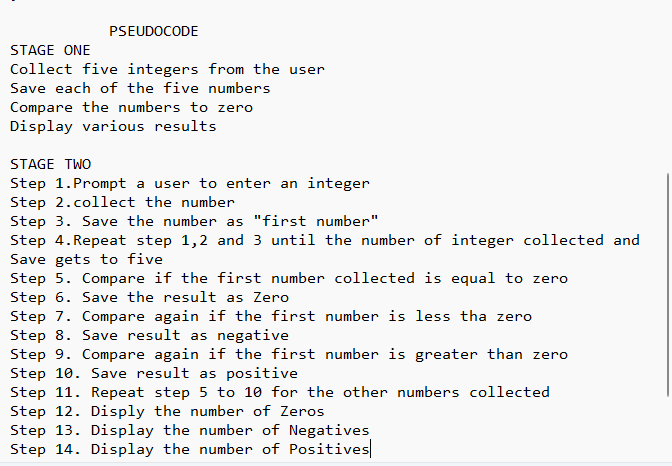 PSEUDOCODE
STAGE ONE
Collect five integers from the user
Save each of the five numbers
Compare the numbers to zero
Display various results
STAGE TWO
Step 1.Prompt a user to enter an integer
Step 2.collect the number
Step 3. Save the number as "first number"
Step 4.Repeat step 1,2 and 3 until the number of integer collected and
Save gets to five
Step 5. Compare if the first number collected is equal to zero
Step 6. Save the result as Zero
Step 7. Compare again if the first number is less tha zero
Step 8. Save result as negative
Step 9. Compare again if the first number is greater than zero
Step 10. Save result as positive
Step 11. Repeat step 5 to 10 for the other numbers collected
Step 12. Disply the number of Zeros
Step 13. Display the number of Negatives
Step 14. Display the number of Positives